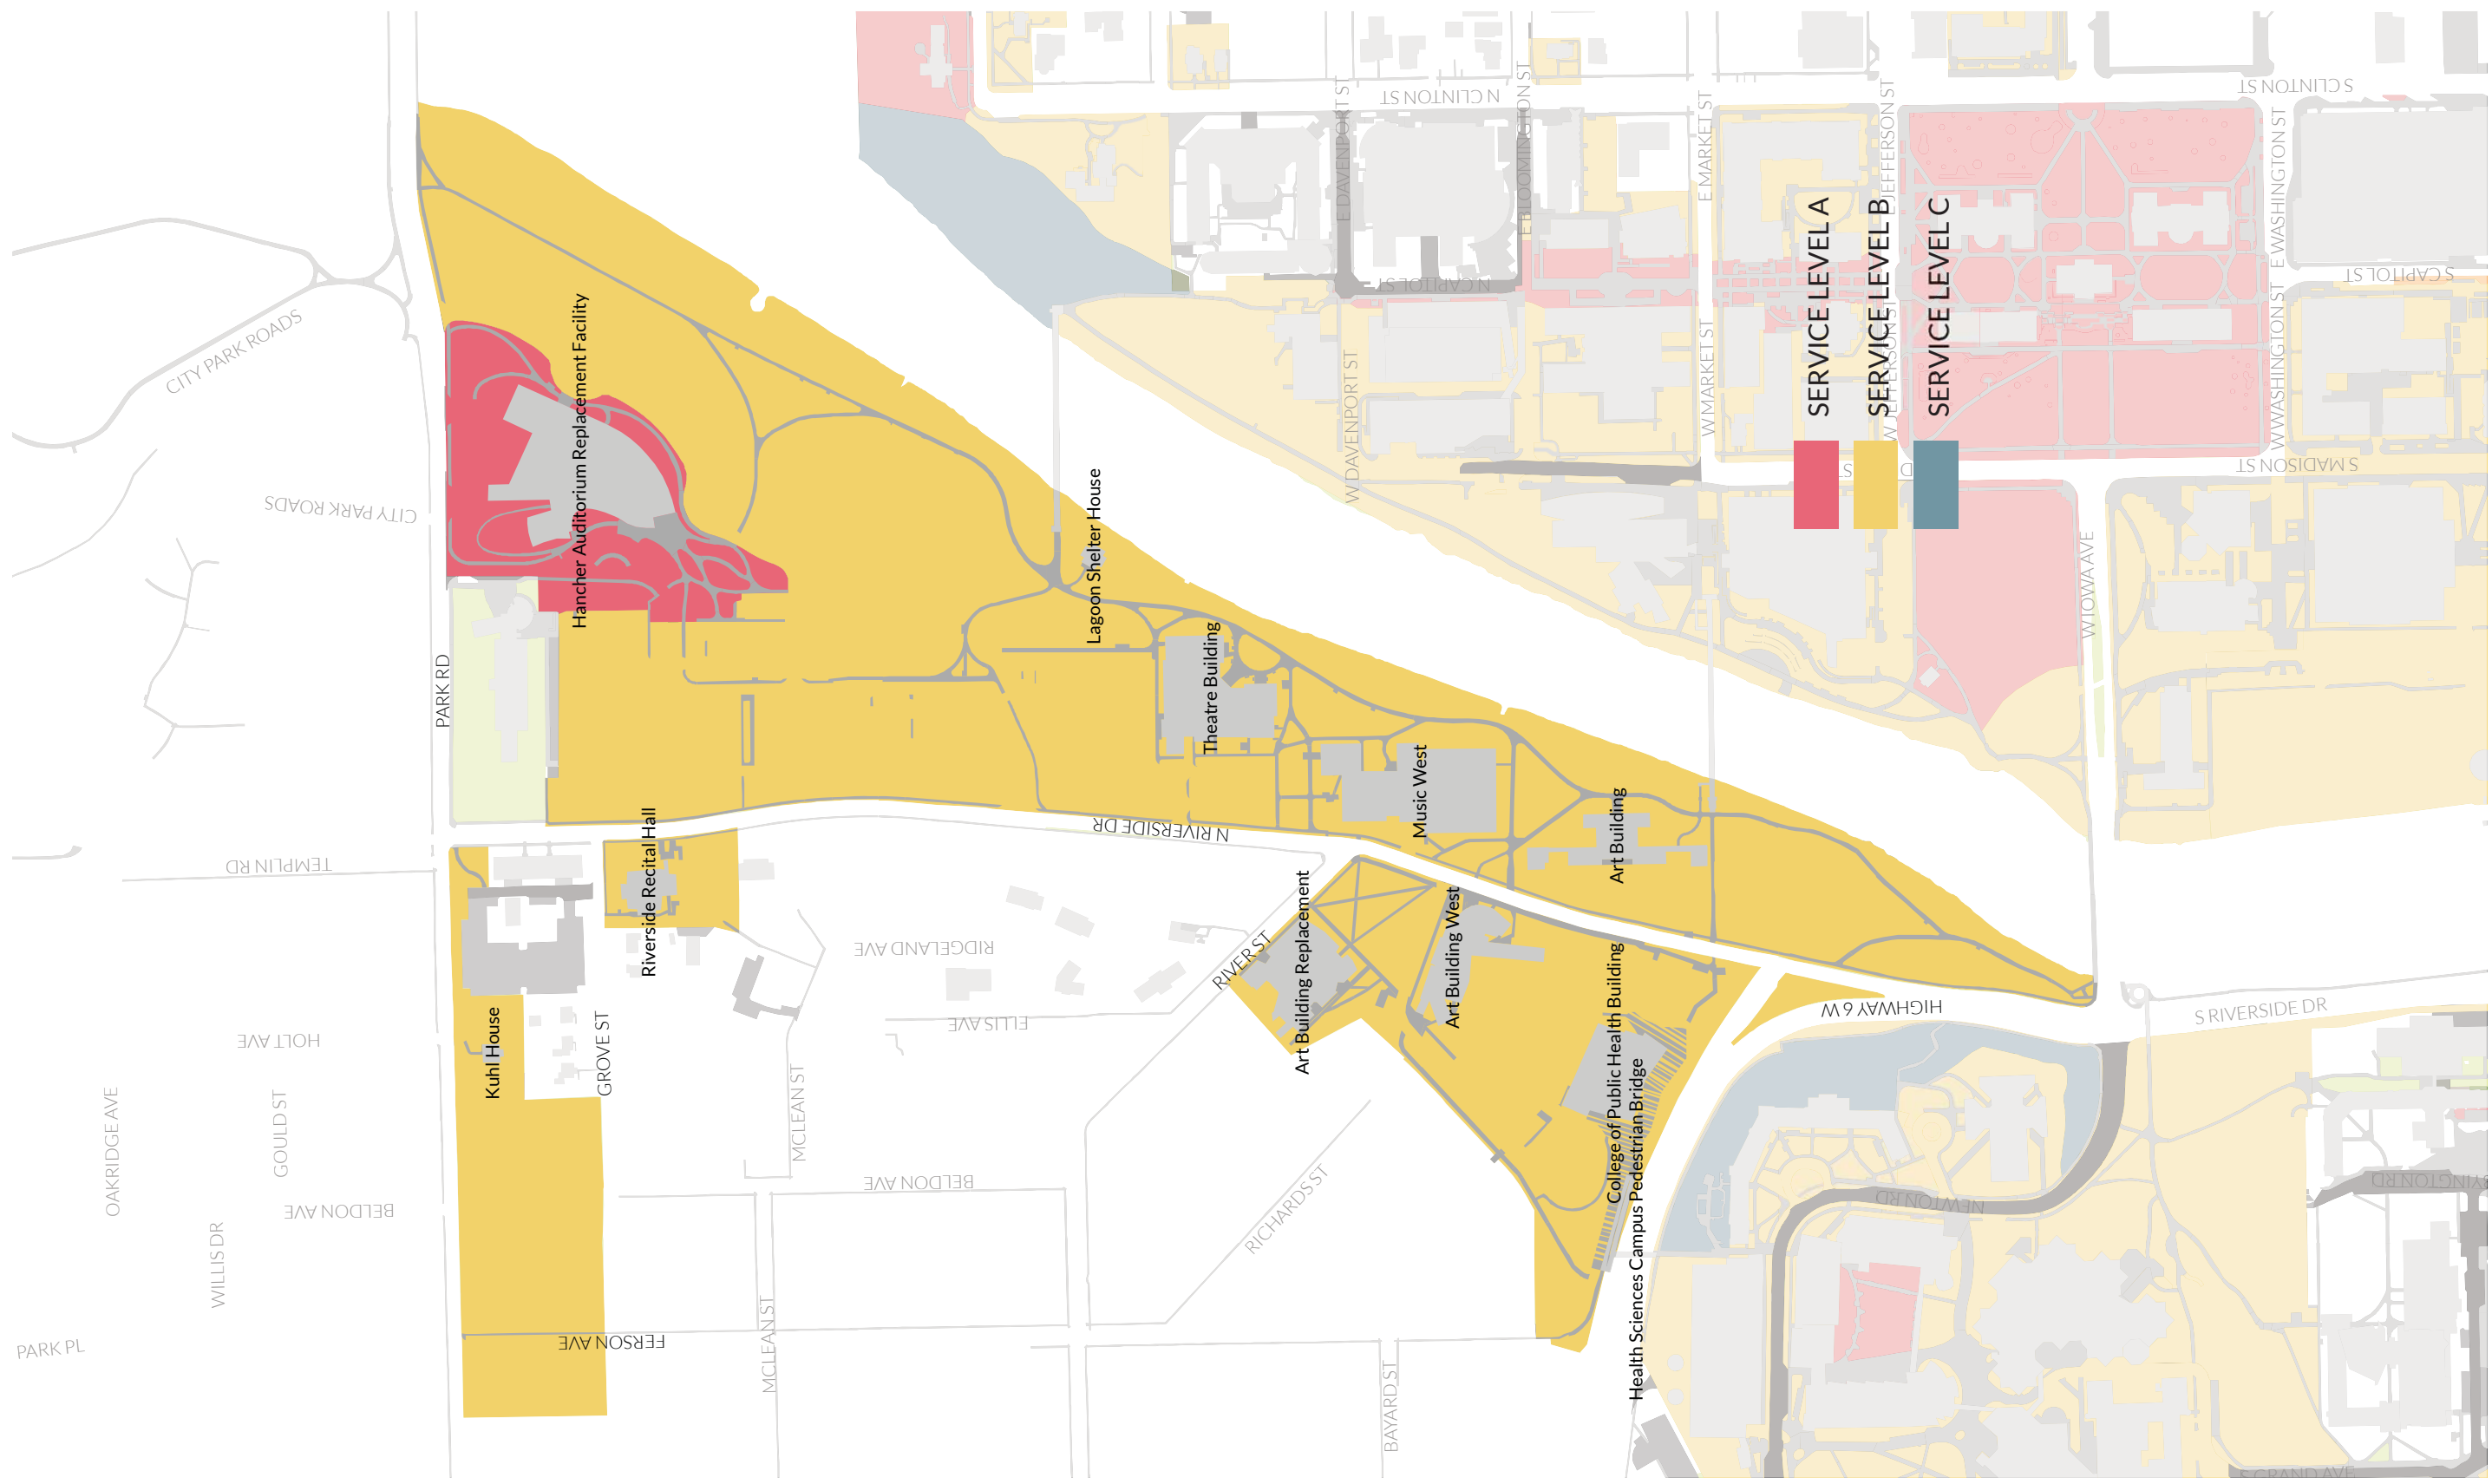 N CLINTON ST
S CLINTON ST
E DAVENPORT ST
E BLOOMINGTON ST
E MARKET ST
E JEFFERSON ST
E WASHINGTON ST
N CAPITOL ST
S CAPITOL ST
W DAVENPORT ST
W MARKET ST
W JEFFERSON ST
W WASHINGTON ST
S MADISON ST
W IOWA AVE
SERVICE LEVEL A
SERVICE LEVEL B
SERVICE LEVEL C
CITY PARK ROADS
CITY PARK ROADS
Hancher Auditorium Replacement Facility
Lagoon Shelter House
Theatre Building
Music West
Art Building
PARK RD
N RIVERSIDE DR
Riverside Recital Hall
TEMPLIN RD
RIDGELAND AVE
RIVER ST
Art Building Replacement
Art Building West
College of Public Health Building
Health Sciences Campus Pedestrian Bridge
HIGHWAY 6 W
S RIVERSIDE DR
ELLIS AVE
Kuhl House
GROVE ST
HOLT AVE
OAKRIDGE AVE
GOULD ST
MCLEAN ST
BELDON AVE
BELDON AVE
RICHARDS ST
WILLIS DR
NEWTON RD
PARK PL
FERSON AVE
MCLEAN ST
BAYARD ST
S GRAND AVE